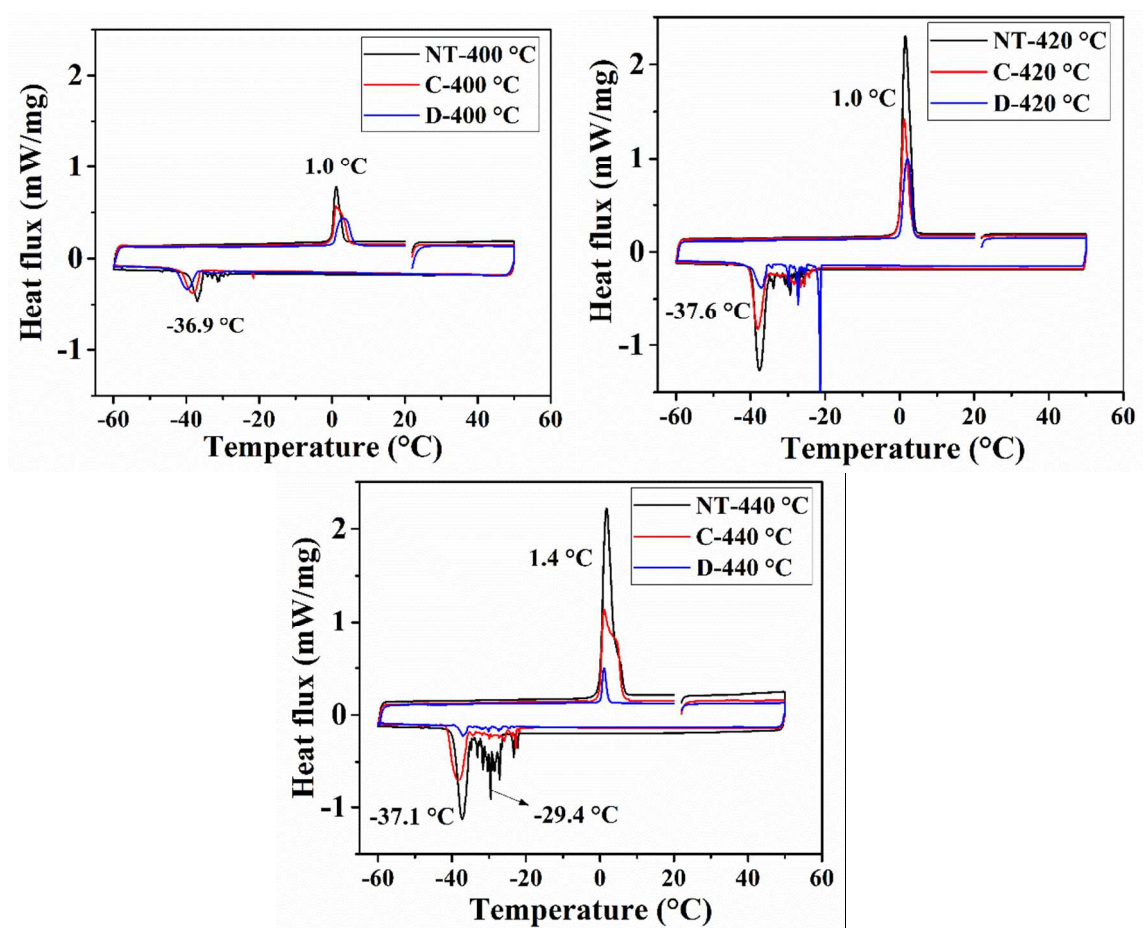 NT-400 °C
C-400 °C
D-400 °C
1.0 °C
-36.9 °C
2
1
0
-1
Heat flux (mW/mg)
-60 -40 -20 0 20 40 60
Temperature (°C)
NT-420 °C
C-420 °C
D-420 °C
1.0 °C
-37.6 °C
2
1
0
-1
Heat flux (mW/mg)
-60 -40 -20 0 20 40 60
Temperature (°C)
NT-440 °C
C-440 °C
D-440 °C
1.4 °C
-37.1 °C
-29.4 °C
2
1
0
-1
Heat flux (mW/mg)
-60 -40 -20 0 20 40 60
Temperature (°C)